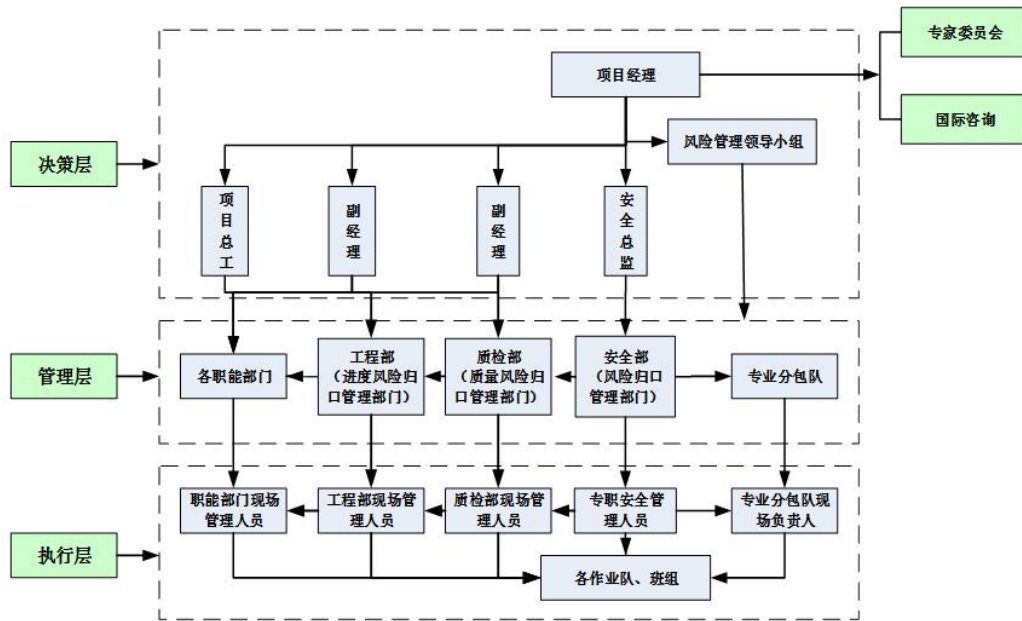 专家委员会
项目经理
国际咨询
风险管理领导小组
决策层
项目总工
副经理
副经理
安全总监
管理层
各职能部门
工程部
（进度风险归
口管理部门）
质检部
（质量风险归
口管理部门）
安全部
（风险归口
管理部门）
专业分包队
职能部门现场
管理人员
工程部现场管
理人员
质检部现场管
理人员
专职安全管
理人员
专业分包队现
场负责人
执行层
各作业队、班组